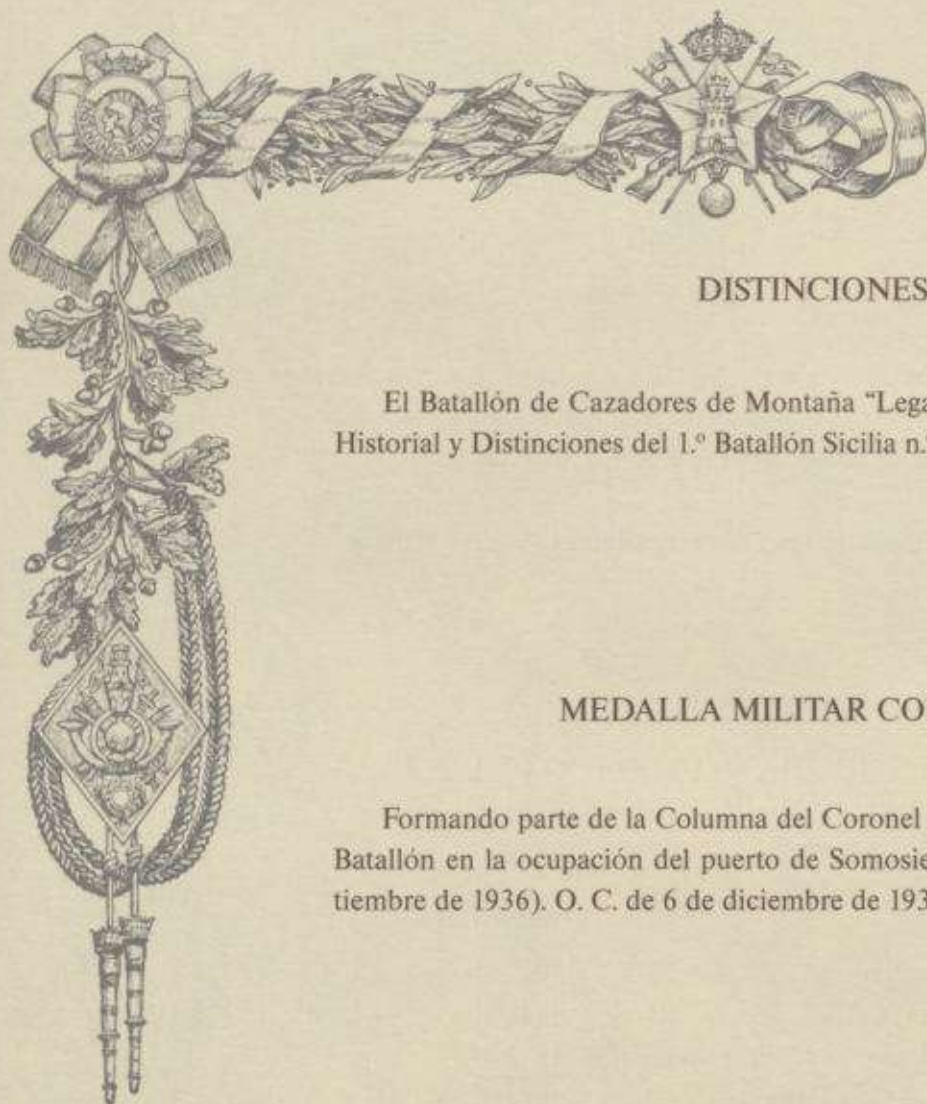 DISTINCIONES
El Batallón de Cazadores de Montaña "Lega
Historial y Distinciones del 1.º Batallón Sicilia n.º
MEDALLA MILITAR CO
Formando parte de la Columna del Coronel
Batallón en la ocupación del puerto de Somosie
tiembre de 1936). O. C. de 6 de diciembre de 193